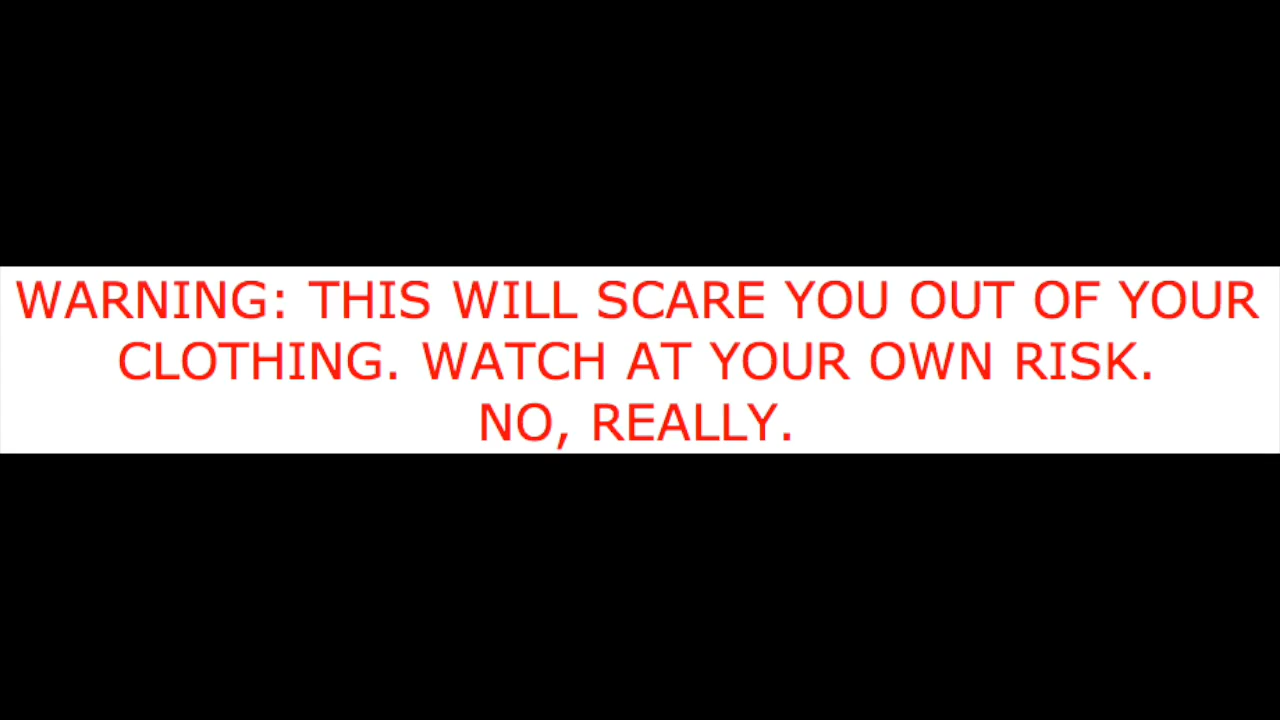 WARNING: THIS WILL SCARE YOU OUT OF YOUR
CLOTHING. WATCH AT YOUR OWN RISK.
NO, REALLY.